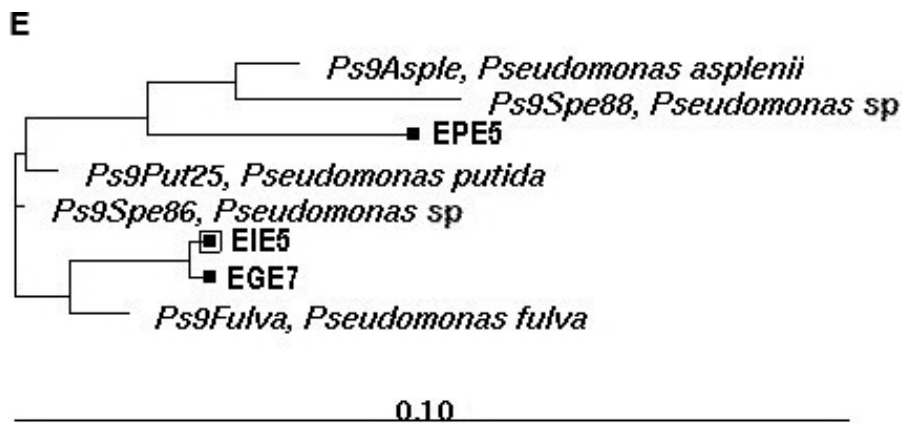 E
Ps9Asple, Pseudomonas asplenii
Ps9Spe88, Pseudomonas sp
EPE5
Ps9Put25, Pseudomonas putida
Ps9Spe86, Pseudomonas sp
EIE5
EGE7
Ps9Fulva, Pseudomonas fulva
0.10